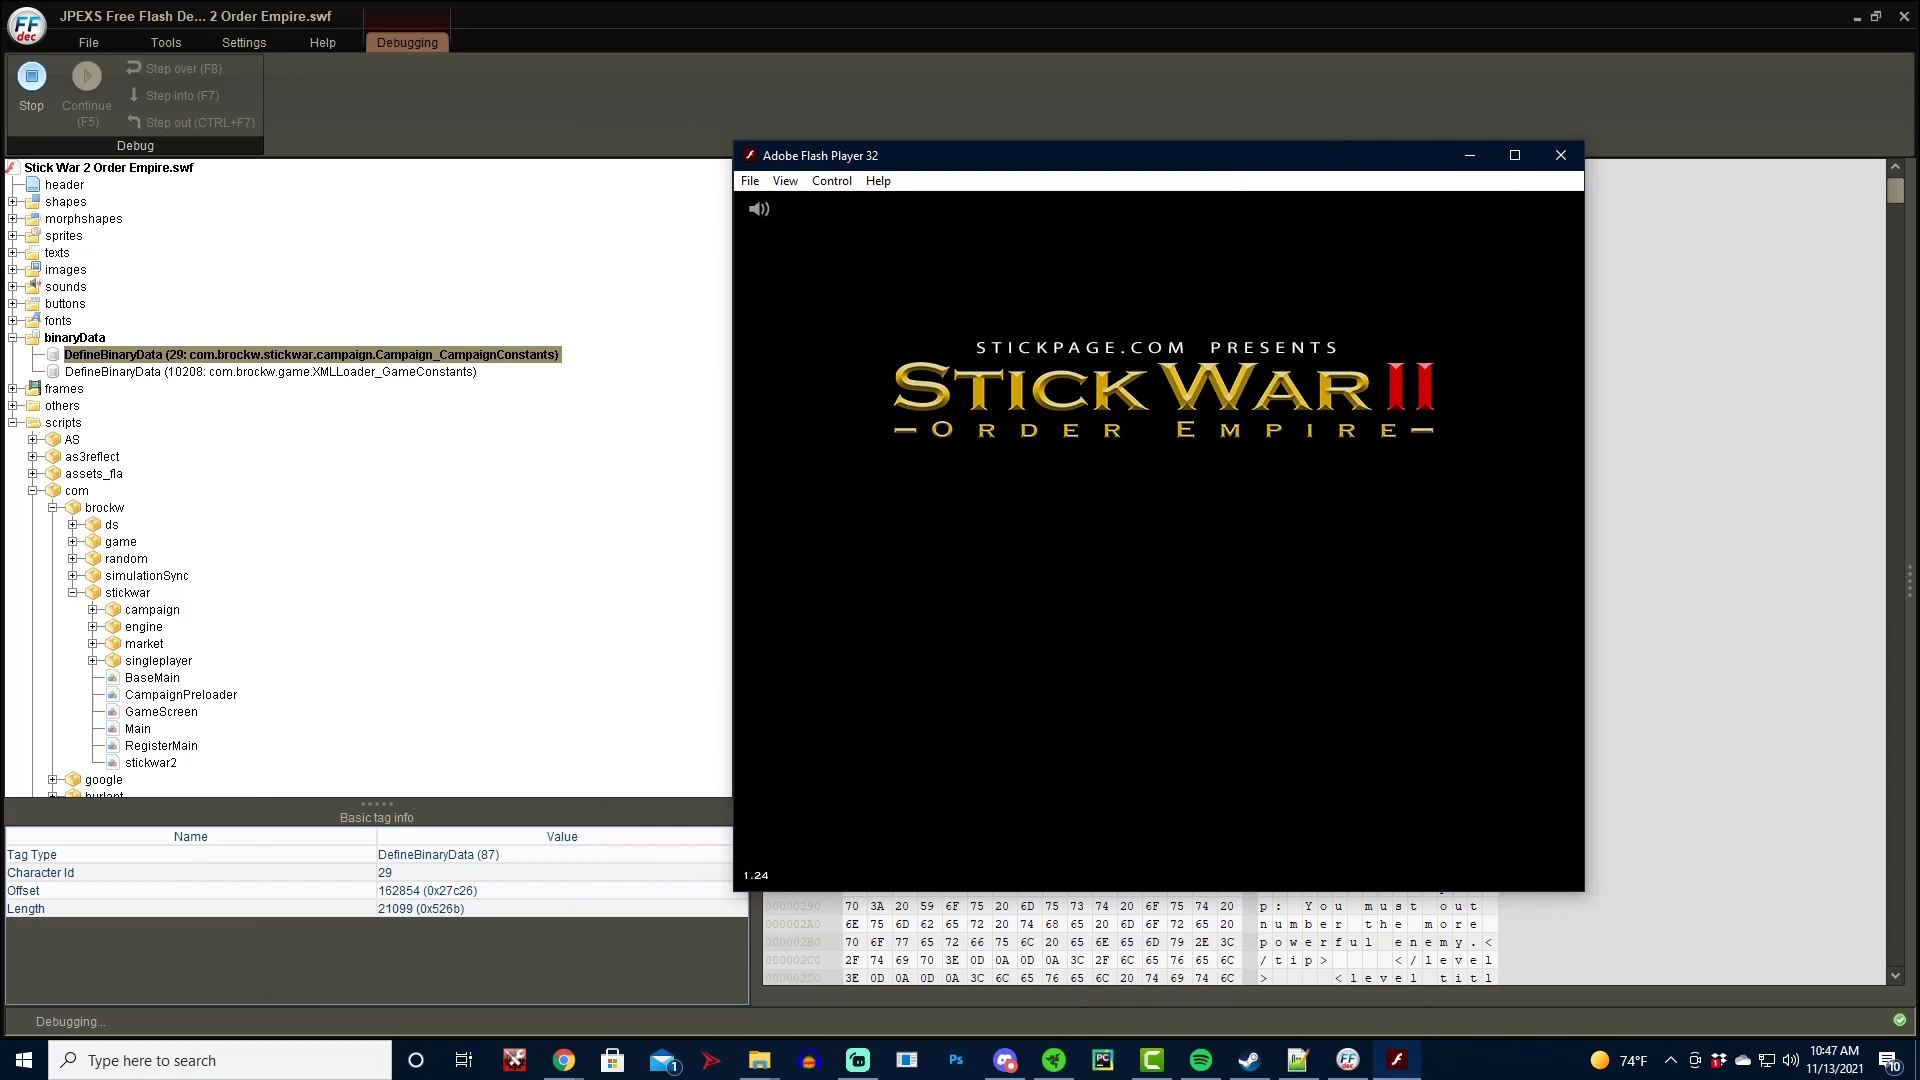 JPEXS Free Flash De... 2 Order Empire.swf
File Tools Settings Help Debugging
Stop
Continue (F5)
Step over (F8)
Step into (F7)
Step out (CTRL+F7)
Debug
Stick War 2 Order Empire.swf
header
shapes
morphshapes
sprites
texts
images
sounds
buttons
fonts
binaryData
DefineBinaryData (29: com.brockw.stickwar.campaign.Campaign_CampaignConstants)
DefineBinaryData (10208: com.brockw.game.XMLLoader_GameConstants)
frames
others
scripts
AS
as3reflect
assets_fla
com
brockw
ds
game
random
simulationSync
stickwar
campaign
engine
market
singleplayer
BaseMain
CampaignPreloader
GameScreen
Main
RegisterMain
stickwar2
google
Basic tag info
Name Value
Tag Type DefineBinaryData (87)
Character Id 29
Offset 162854 (0x27c26)
Length 21099 (0x526b)
Adobe Flash Player 32
File View Control Help
STICKPAGE.COM PRESENTS
STICK WAR II
– ORDER EMPIRE –
1.24
00000290 70 3A 20 59 6F 75 20 6D 75 73 74 20 6F 75 74 20 p: You must out
000002A0 6E 75 6D 62 65 72 20 74 68 65 20 6D 6F 72 65 20 number the more
000002B0 70 6F 77 65 72 66 75 6C 20 65 6E 65 6D 79 2E 3C powerful enemy.<
000002C0 2F 74 69 70 3E 0D 0A 0D 0A 3C 2F 6C 65 76 65 6C /tip> </level
000002D0 3E 0D 0A 0D 0A 3C 6C 65 76 65 6C 20 74 69 74 6C > <level titl
Debugging...
Type here to search
74°F
10:47 AM
11/13/2021
10